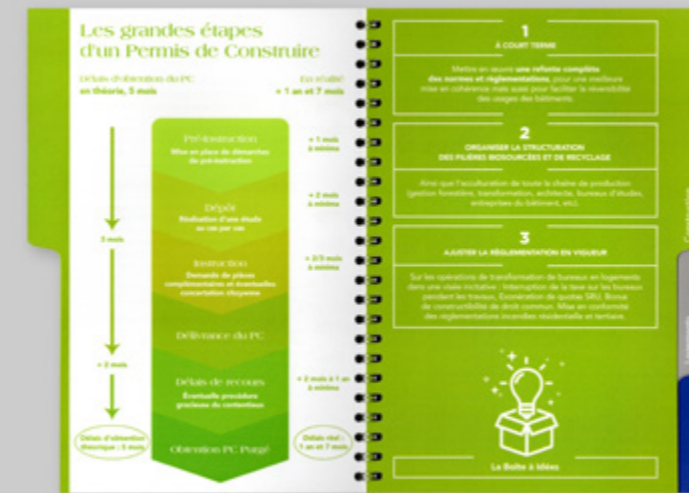 Les grandes étapes
d'un Permis de Construire
Délais d'obtention du PC
en théorie, 5 mois
En réalité
+ 1 an et 7 mois
Pré-instruction
Mise en place de démarches
de pré-instruction
+ 1 mois
à minima
Dépôt
Réalisation d'une étude
au cas par cas
+ 2 mois
à minima
3 mois
Instruction
Demande de pièces
complémentaires et éventuelles
concertation citoyenne
+ 2/3 mois
à minima
Délivrance du PC
+ 2 mois
Délais de recours
Éventuelle procédure
gracieuse du contentieux
+ 2 mois à 1 an
à minima
Délais d'obtention
théorique : 5 mois
Obtention PC Purgé
Délais réel :
1 an et 7 mois
1
À COURT TERME
Mettre en œuvre une refonte complète
des normes et réglementations, pour une meilleure
mise en cohérence mais aussi pour faciliter la réversibilité
des usages des bâtiments.
2
ORGANISER LA STRUCTURATION
DES FILIÈRES BIOSOURCÉES ET DE RECYCLAGE
Ainsi que l'acculturation de toute la chaîne de production
(gestion forestière, transformation, architecte, bureaux d'études,
entreprises du bâtiment, etc).
3
AJUSTER LA RÉGLEMENTATION EN VIGUEUR
Sur les opérations de transformation de bureaux en logements
dans une visée incitative : Interruption de la taxe sur les bureaux
pendant les travaux, Exonération de quotas SRU, Bonus
de constructibilité de droit commun. Mise en conformité
des réglementations incendies résidentielle et tertiaire.
La Boîte à idées